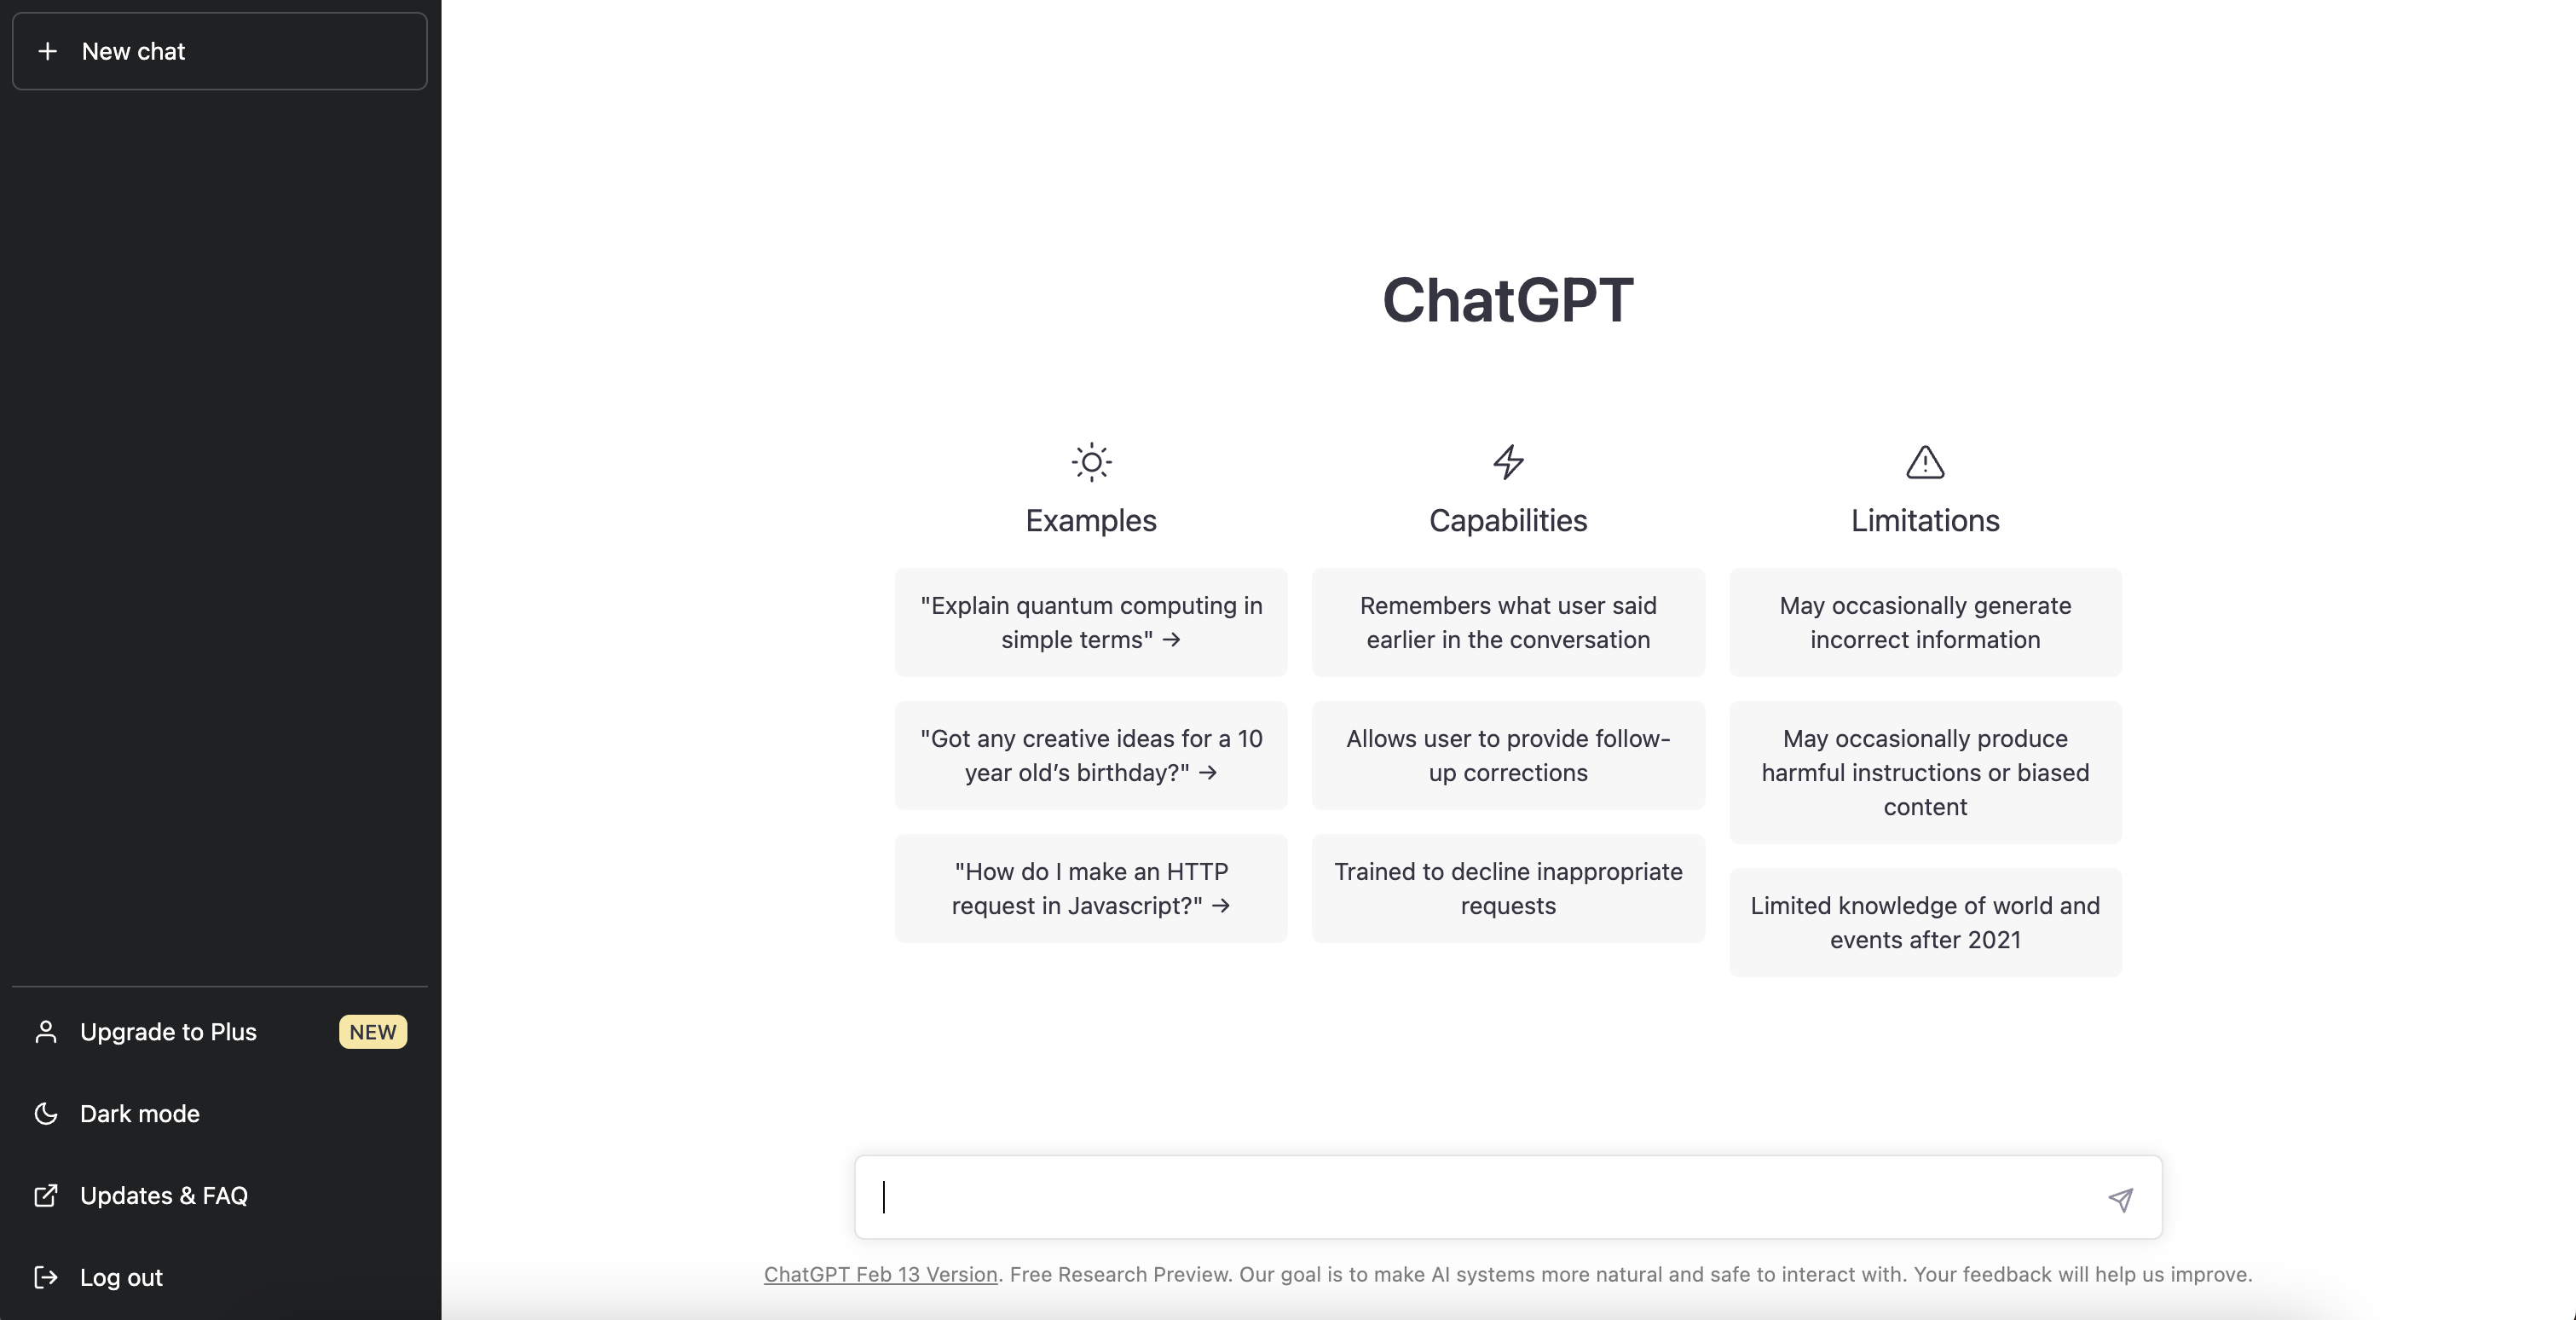 New chat
ChatGPT
Examples
"Explain quantum computing in
simple terms" →
"Got any creative ideas for a 10
year old’s birthday?" →
"How do I make an HTTP
request in Javascript?" →
Capabilities
Remembers what user said
earlier in the conversation
Allows user to provide follow-
up corrections
Trained to decline inappropriate
requests
Limitations
May occasionally generate
incorrect information
May occasionally produce
harmful instructions or biased
content
Limited knowledge of world and
events after 2021
Upgrade to Plus NEW
Dark mode
Updates & FAQ
Log out
ChatGPT Feb 13 Version. Free Research Preview. Our goal is to make AI systems more natural and safe to interact with. Your feedback will help us improve.